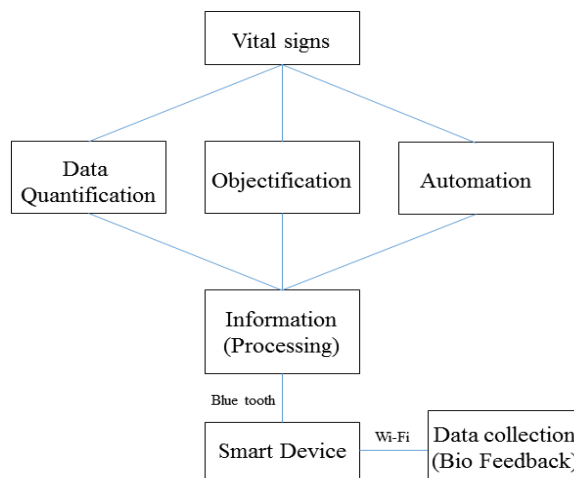 Vital signs
Data
Quantification
Objectification
Automation
Information
(Processing)
Blue tooth
Smart Device
Wi-Fi
Data collection
(Bio Feedback)